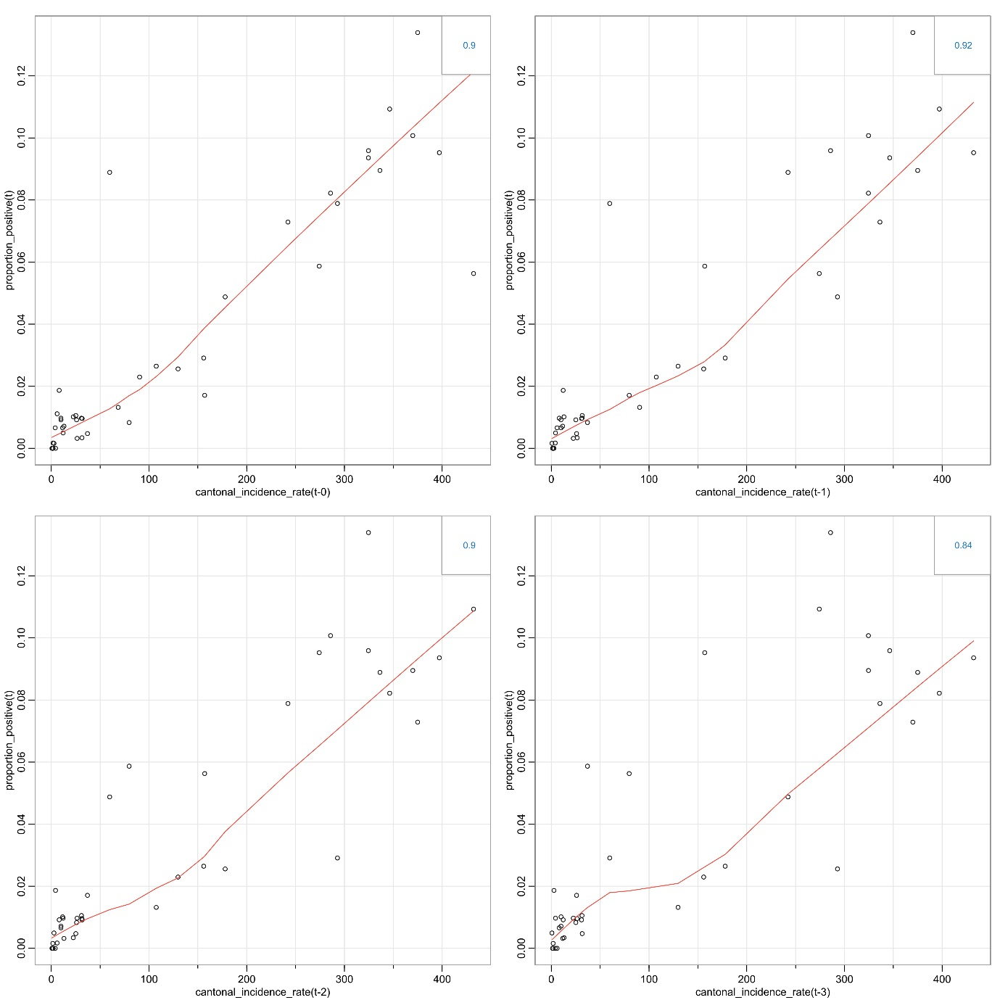 0.9
proportion_positive(t)
0.00 0.02 0.04 0.06 0.08 0.10 0.12
0 100 200 300 400
cantonal_incidence_rate(t-0)
0.92
proportion_positive(t)
0.00 0.02 0.04 0.06 0.08 0.10 0.12
0 100 200 300 400
cantonal_incidence_rate(t-1)
0.9
proportion_positive(t)
0.00 0.02 0.04 0.06 0.08 0.10 0.12
0 100 200 300 400
cantonal_incidence_rate(t-2)
0.84
proportion_positive(t)
0.00 0.02 0.04 0.06 0.08 0.10 0.12
0 100 200 300 400
cantonal_incidence_rate(t-3)